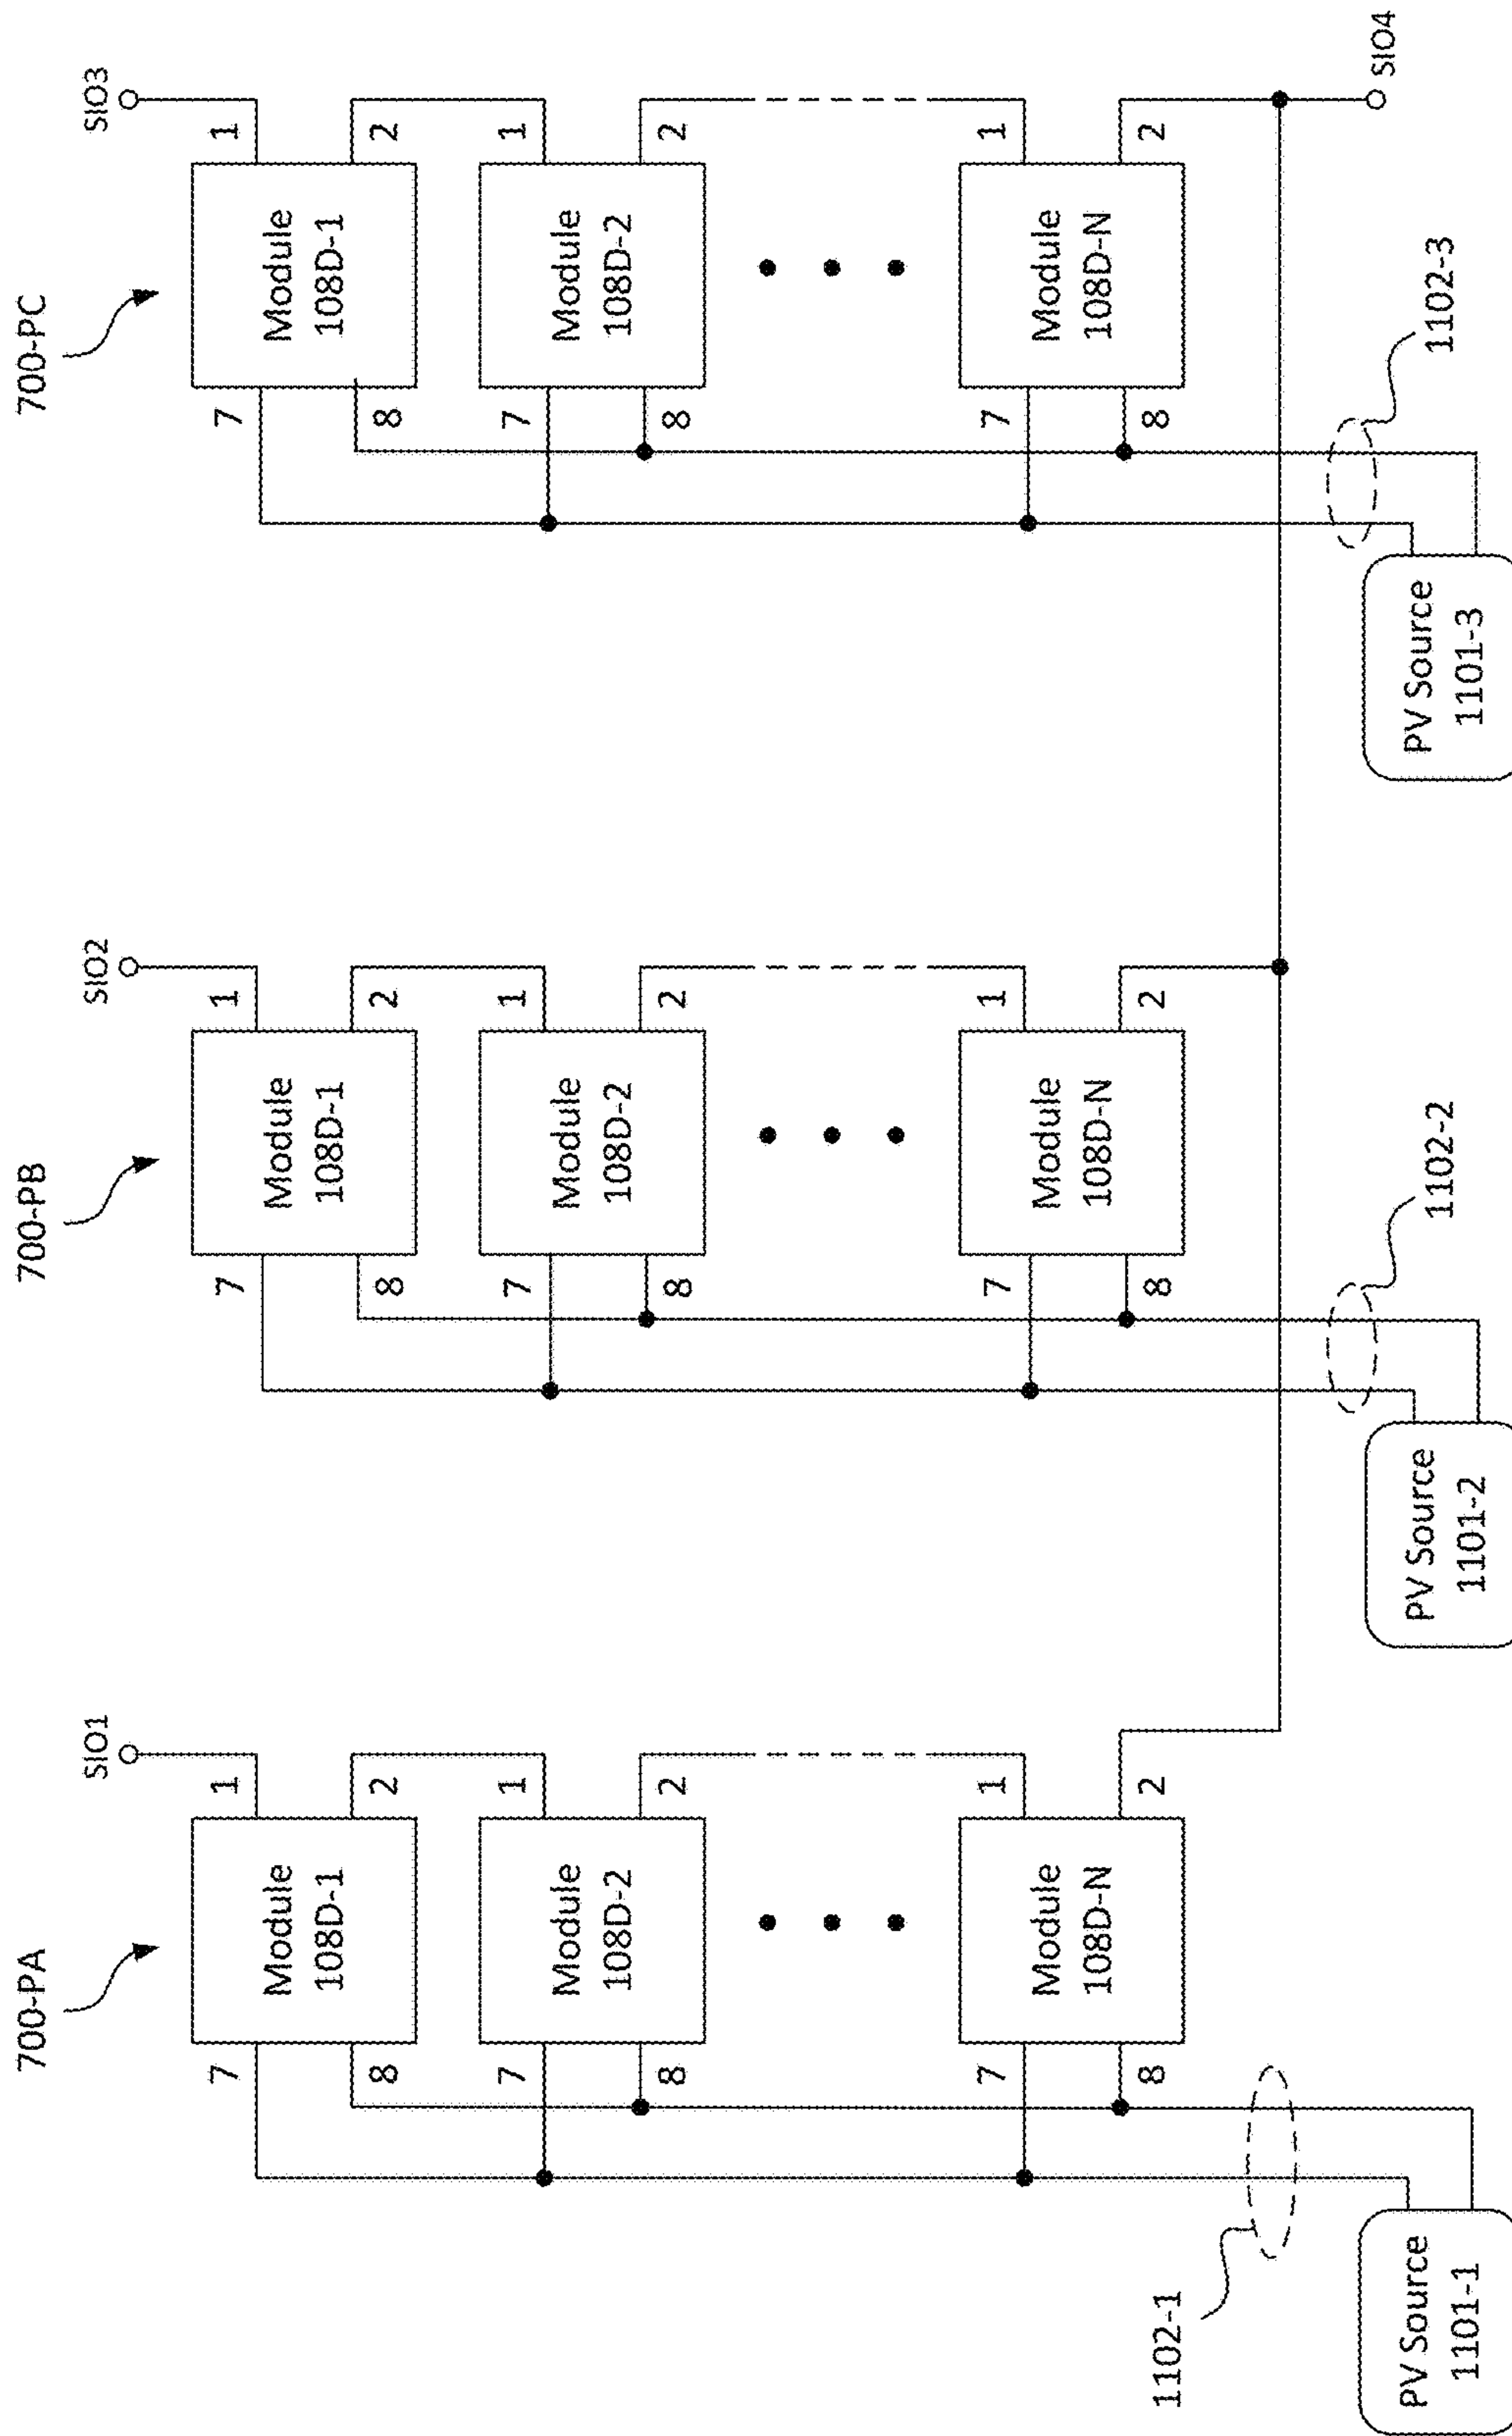 700-PA
700-PB
700-PC
SIO1
SIO2
SIO3
1
1
1
7
Module
108D-1
2
7
Module
108D-1
2
7
Module
108D-1
2
8
8
8
1
1
1
7
Module
108D-2
2
7
Module
108D-2
2
7
Module
108D-2
2
8
8
8
1
1
1
7
Module
108D-N
2
7
Module
108D-N
2
7
Module
108D-N
2
8
8
8
1102-1
1102-2
1102-3
SIO4
PV Source
1101-1
PV Source
1101-2
PV Source
1101-3